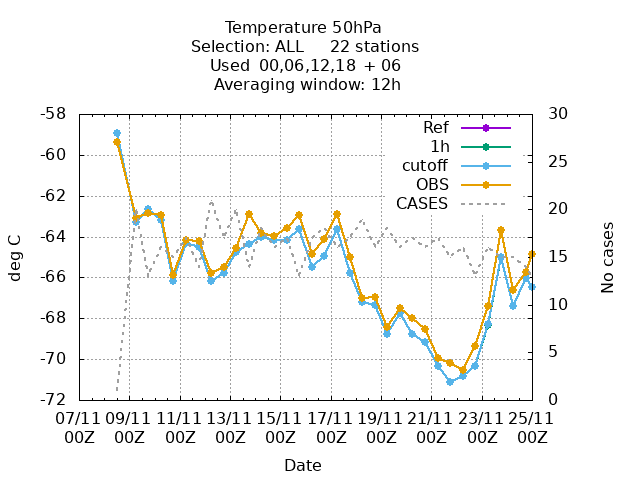 Temperature 50hPa
Selection: ALL 22 stations
Used 00,06,12,18 + 06
Averaging window: 12h
-58
-60
-62
-64
-66
-68
-70
-72
deg C
30
25
20
15
10
5
0
No cases
Ref
1h
cutoff
OBS
CASES
07/11 09/11 11/11 13/11 15/11 17/11 19/11 21/11 23/11 25/11
00Z 00Z 00Z 00Z 00Z 00Z 00Z 00Z 00Z 00Z
Date